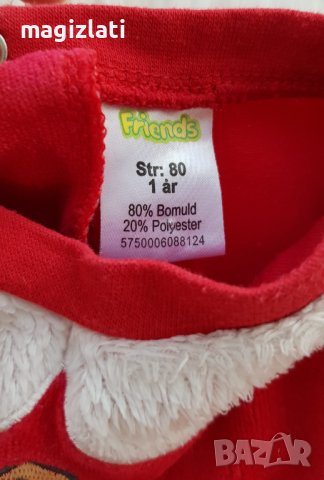 magizlati
Friends
Str: 80
1 år
80% Bomuld
20% Polyester
5750006088124
BAZAR